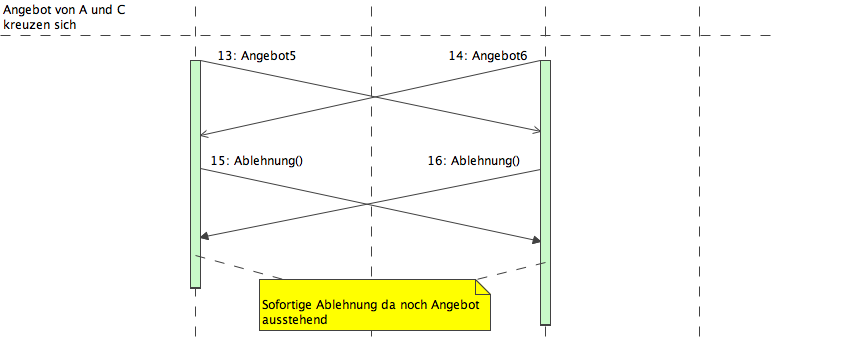 Angebot von A und C
kreuzen sich
13: Angebot5
14: Angebot6
15: Ablehnung()
16: Ablehnung()
Sofortige Ablehnung da noch Angebot
ausstehend